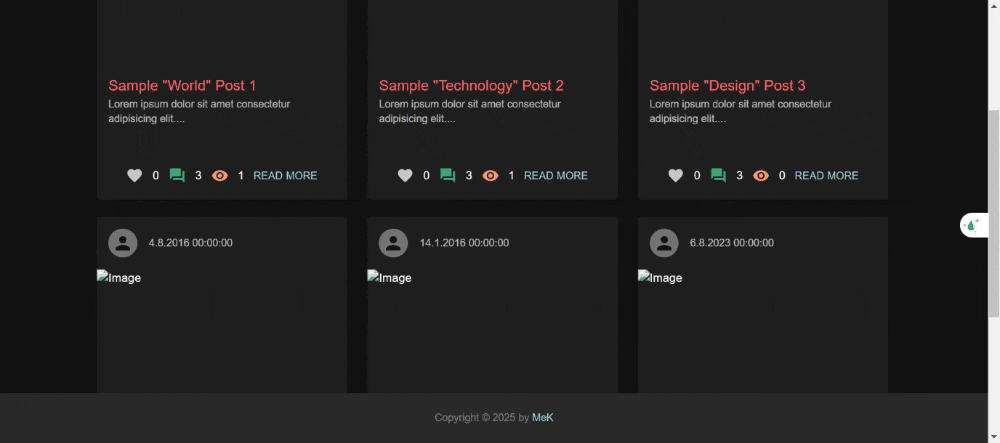 Sample "World" Post 1
Lorem ipsum dolor sit amet consectetur
adipisicing elit....
0 3 1 READ MORE
Sample "Technology" Post 2
Lorem ipsum dolor sit amet consectetur
adipisicing elit....
0 3 1 READ MORE
Sample "Design" Post 3
Lorem ipsum dolor sit amet consectetur
adipisicing elit....
0 3 0 READ MORE
4.8.2016 00:00:00
Image
14.1.2016 00:00:00
Image
6.8.2023 00:00:00
Image
Copyright © 2025 by MeK